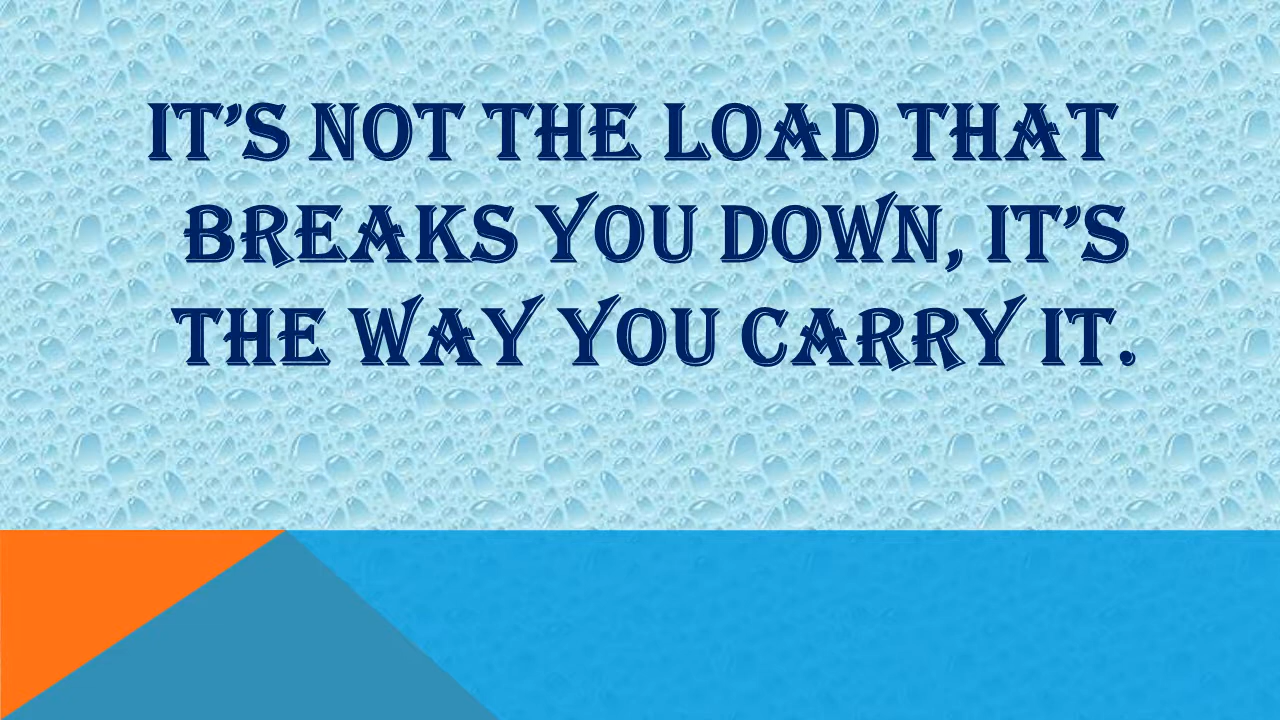 IT’S NOT THE LOAD THAT
BREAKS YOU DOWN, IT’S
THE WAY YOU CARRY IT.